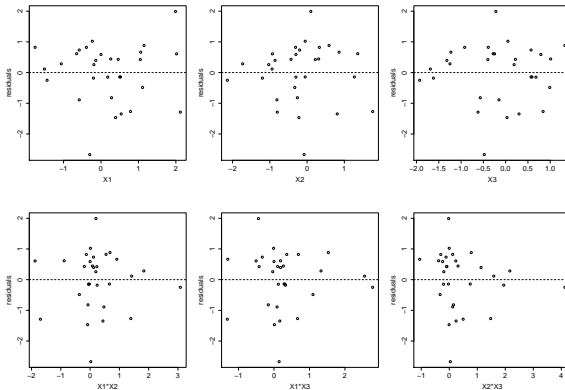 residuals
-2 -1 0 1 2
-1 0 1 2
X1
residuals
-2 -1 0 1 2
-2 -1 0 1
X2
residuals
-2 -1 0 1 2
-2.0 -1.5 -1.0 -0.5 0.0 0.5 1.0
X3
residuals
-2 -1 0 1 2
-2 -1 0 1 2 3
X1*X2
residuals
-2 -1 0 1 2
-1 0 1 2
X1*X3
residuals
-2 -1 0 1 2
-1 0 1 2 3 4
X2*X3